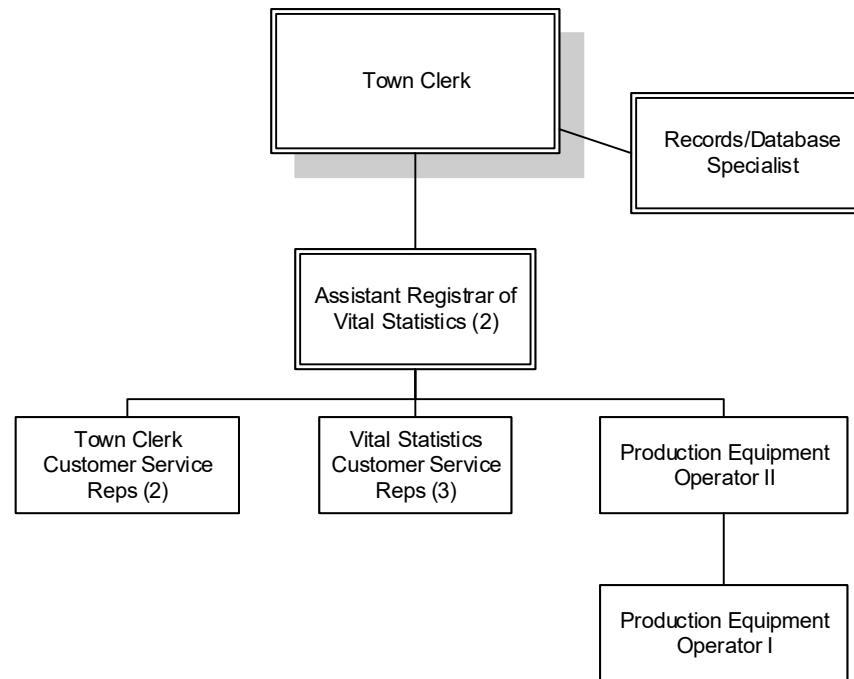 Town Clerk
Records/Database
Specialist
Assistant Registrar of
Vital Statistics (2)
Town Clerk
Customer Service
Reps (2)
Vital Statistics
Customer Service
Reps (3)
Production Equipment
Operator II
Production Equipment
Operator I